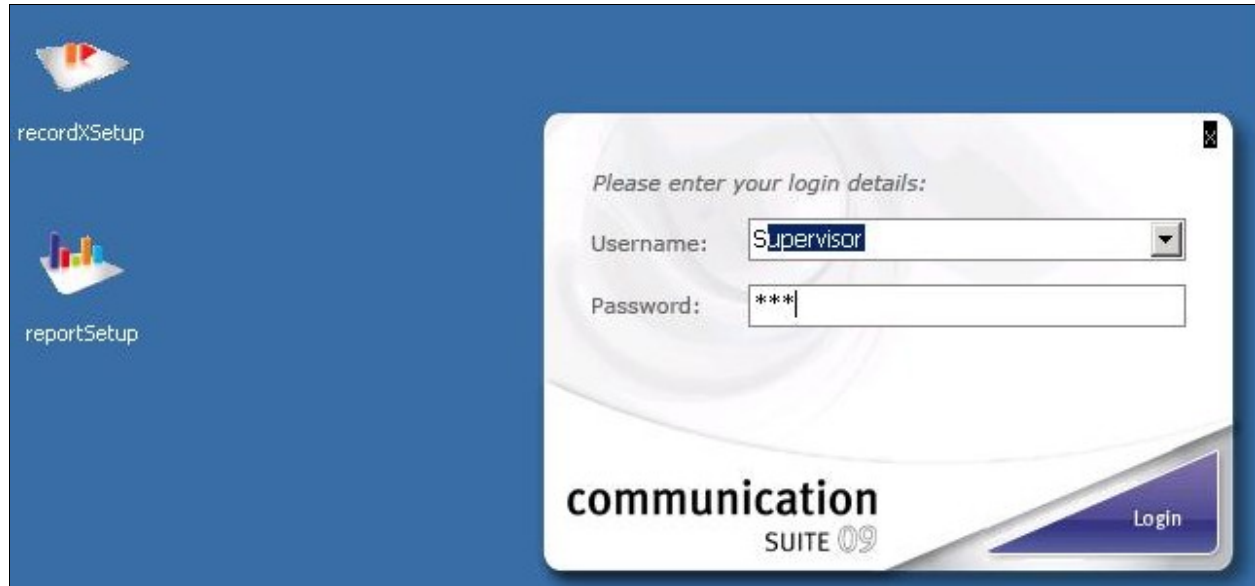 recordXSetup
reportSetup
x
Please enter your login details:
Username: Supervisor
Password: ***
communication
SUITE 09
Login